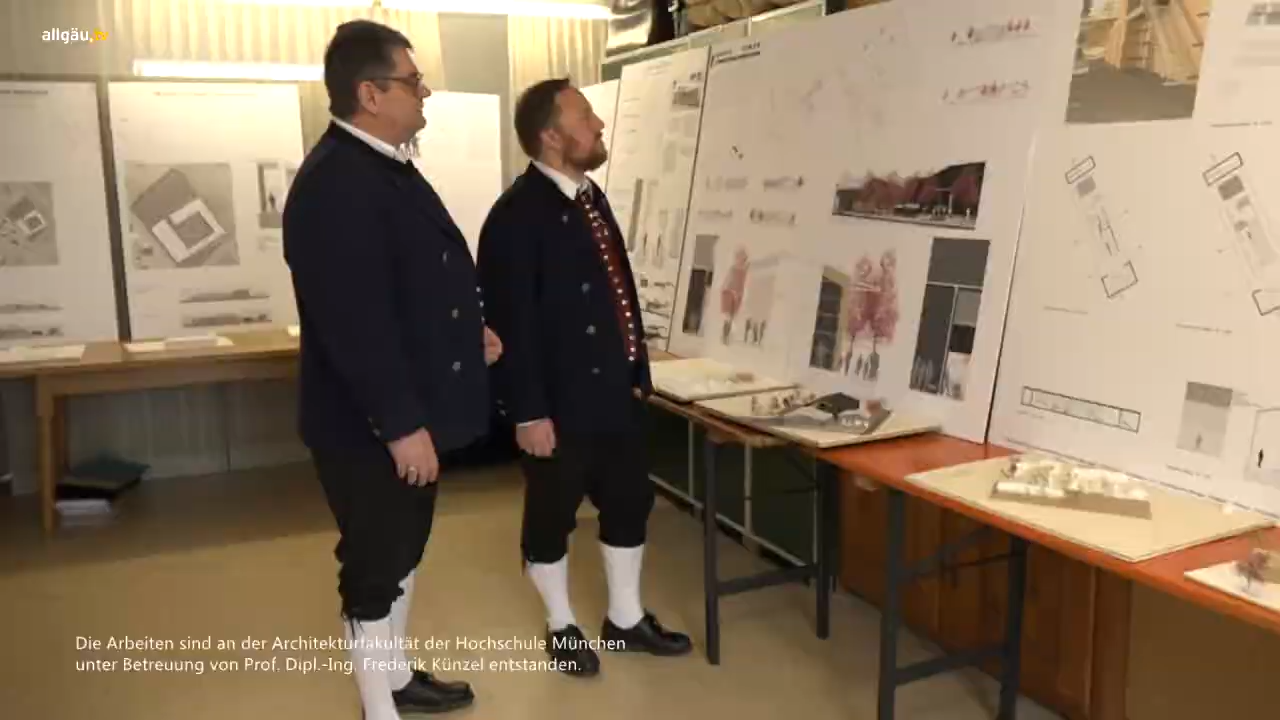 allgäu.tv
Die Arbeiten sind an der Architekturfakultät der Hochschule München
unter Betreuung von Prof. Dipl.-Ing. Frederik Künzel entstanden.